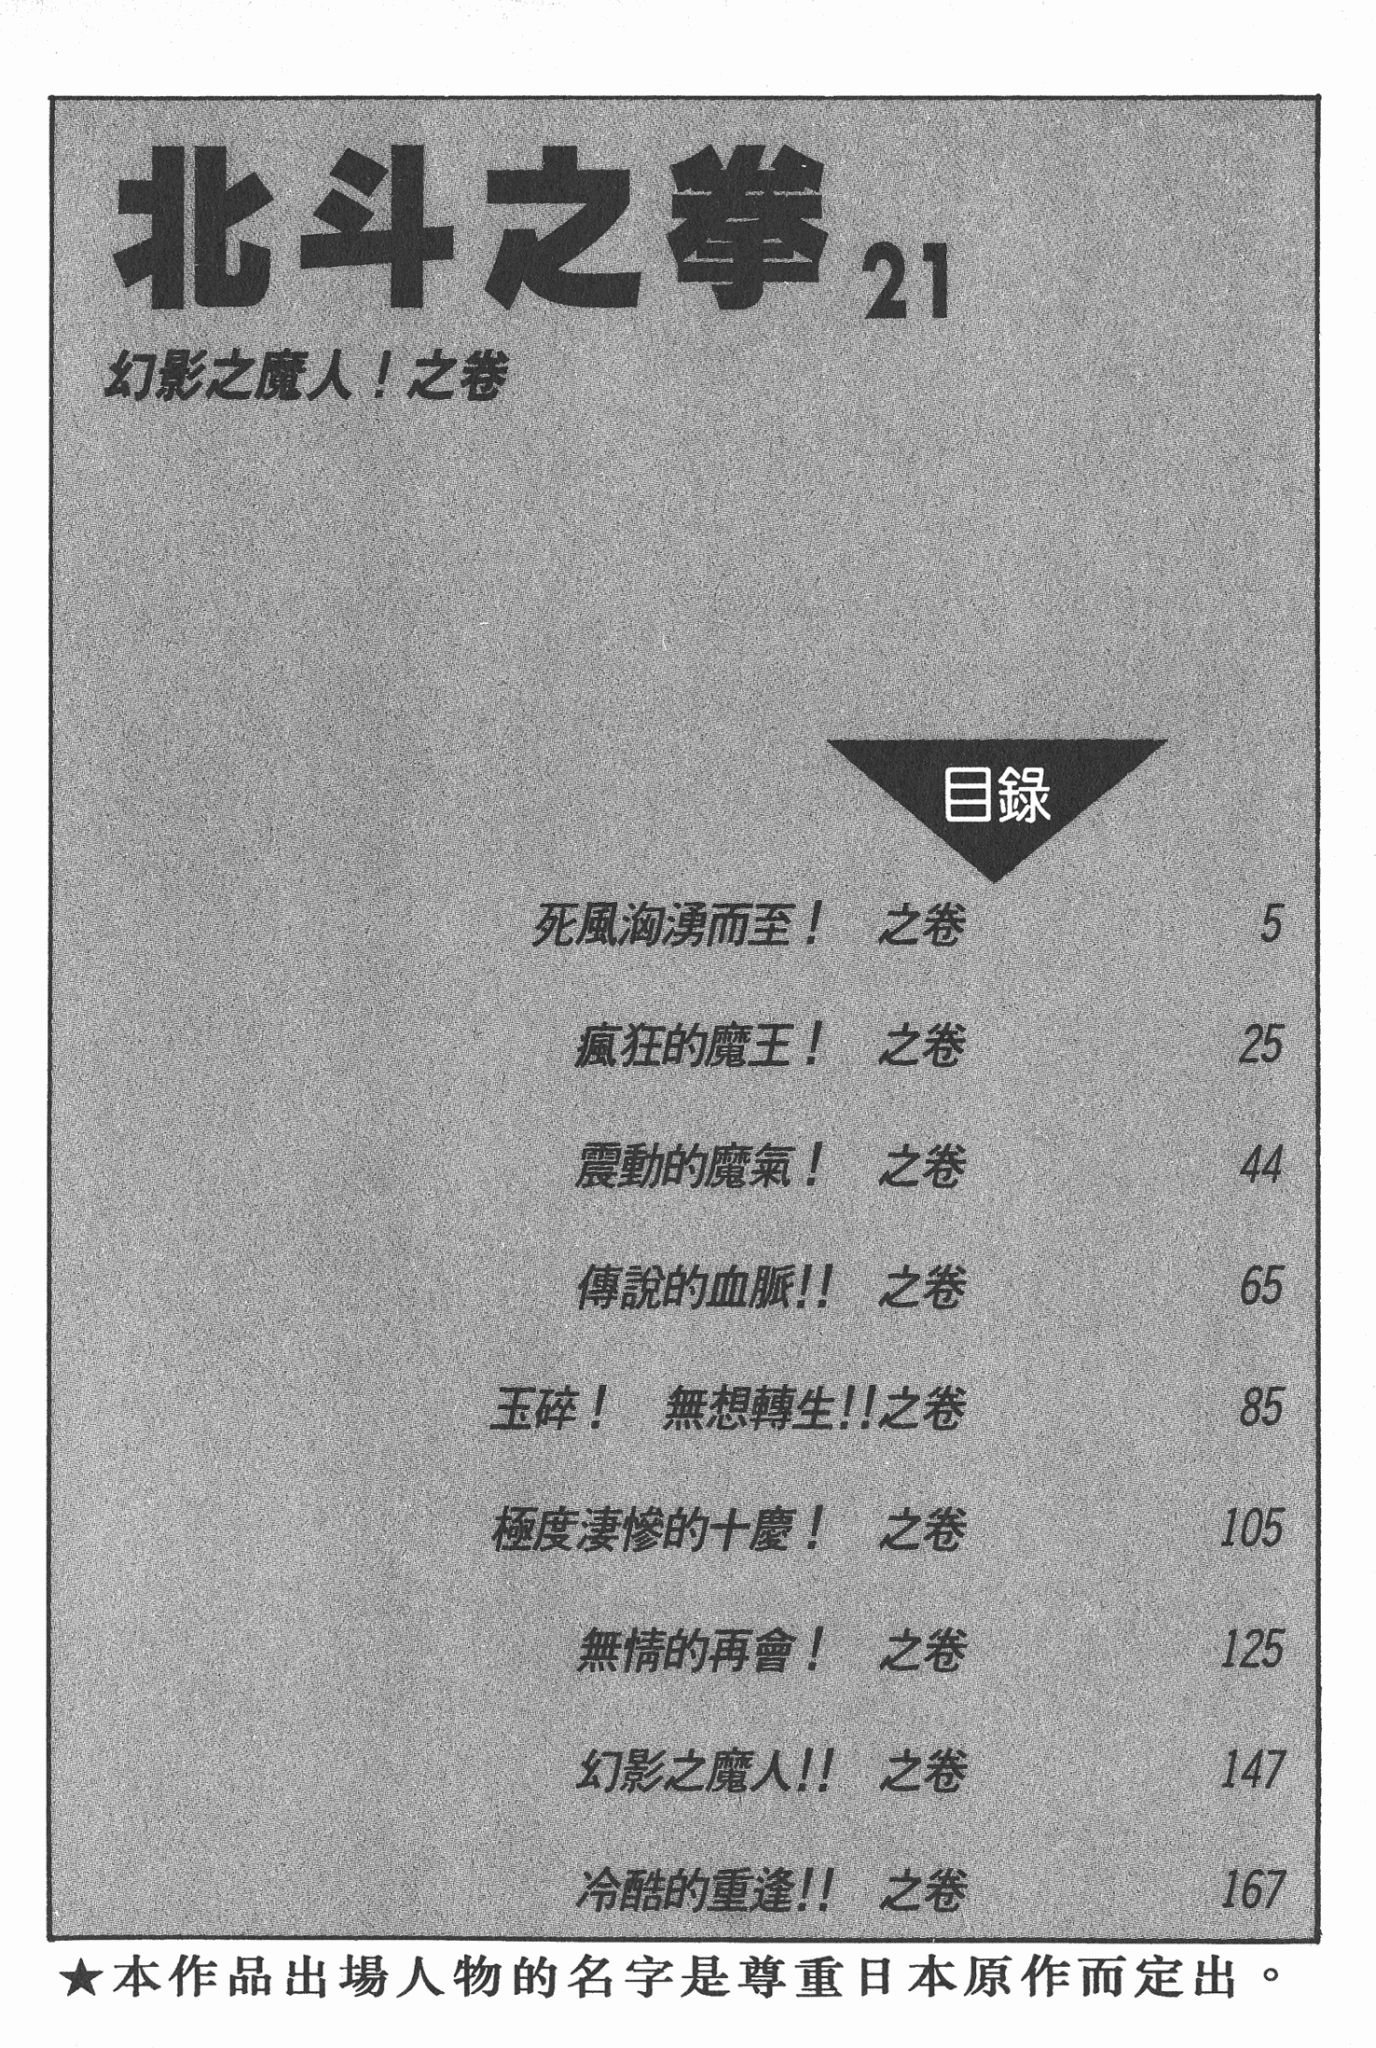 北斗之拳 21
幻影之魔人！之卷
目錄
死風洶湧而至！ 之卷 5
瘋狂的魔王！ 之卷 25
震動的魔氣！ 之卷 44
傳說的血脈!! 之卷 65
玉碎！ 無想轉生!!之卷 85
極度淒慘的十慶！ 之卷 105
無情的再會！ 之卷 125
幻影之魔人!! 之卷 147
冷酷的重逢!! 之卷 167
★本作品出場人物的名字是尊重日本原作而定出。